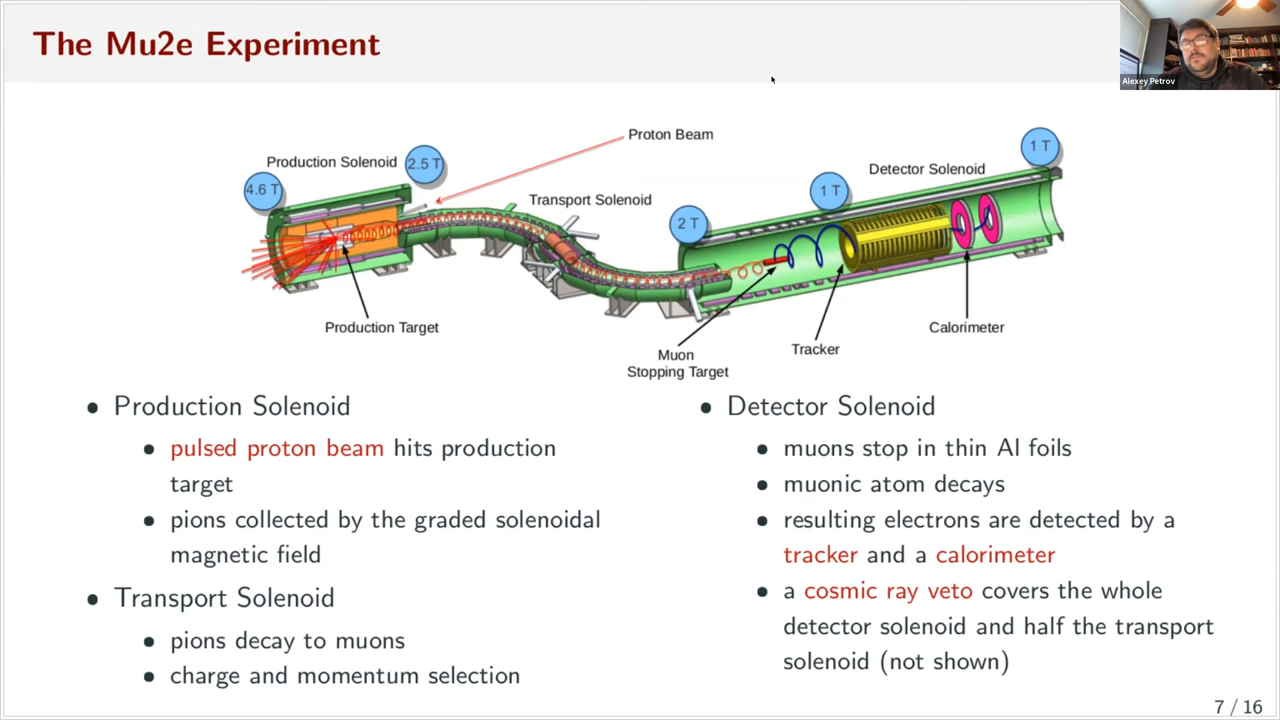 The Mu2e Experiment
Alexey Petrov
Proton Beam
Production Solenoid
2.5 T
4.6 T
Transport Solenoid
2 T
1 T
Detector Solenoid
1 T
Production Target
Muon
Stopping Target
Tracker
Calorimeter
• Production Solenoid
• pulsed proton beam hits production
target
• pions collected by the graded solenoidal
magnetic field
• Transport Solenoid
• pions decay to muons
• charge and momentum selection
• Detector Solenoid
• muons stop in thin Al foils
• muonic atom decays
• resulting electrons are detected by a
tracker and a calorimeter
• a cosmic ray veto covers the whole
detector solenoid and half the transport
solenoid (not shown)
7 / 16